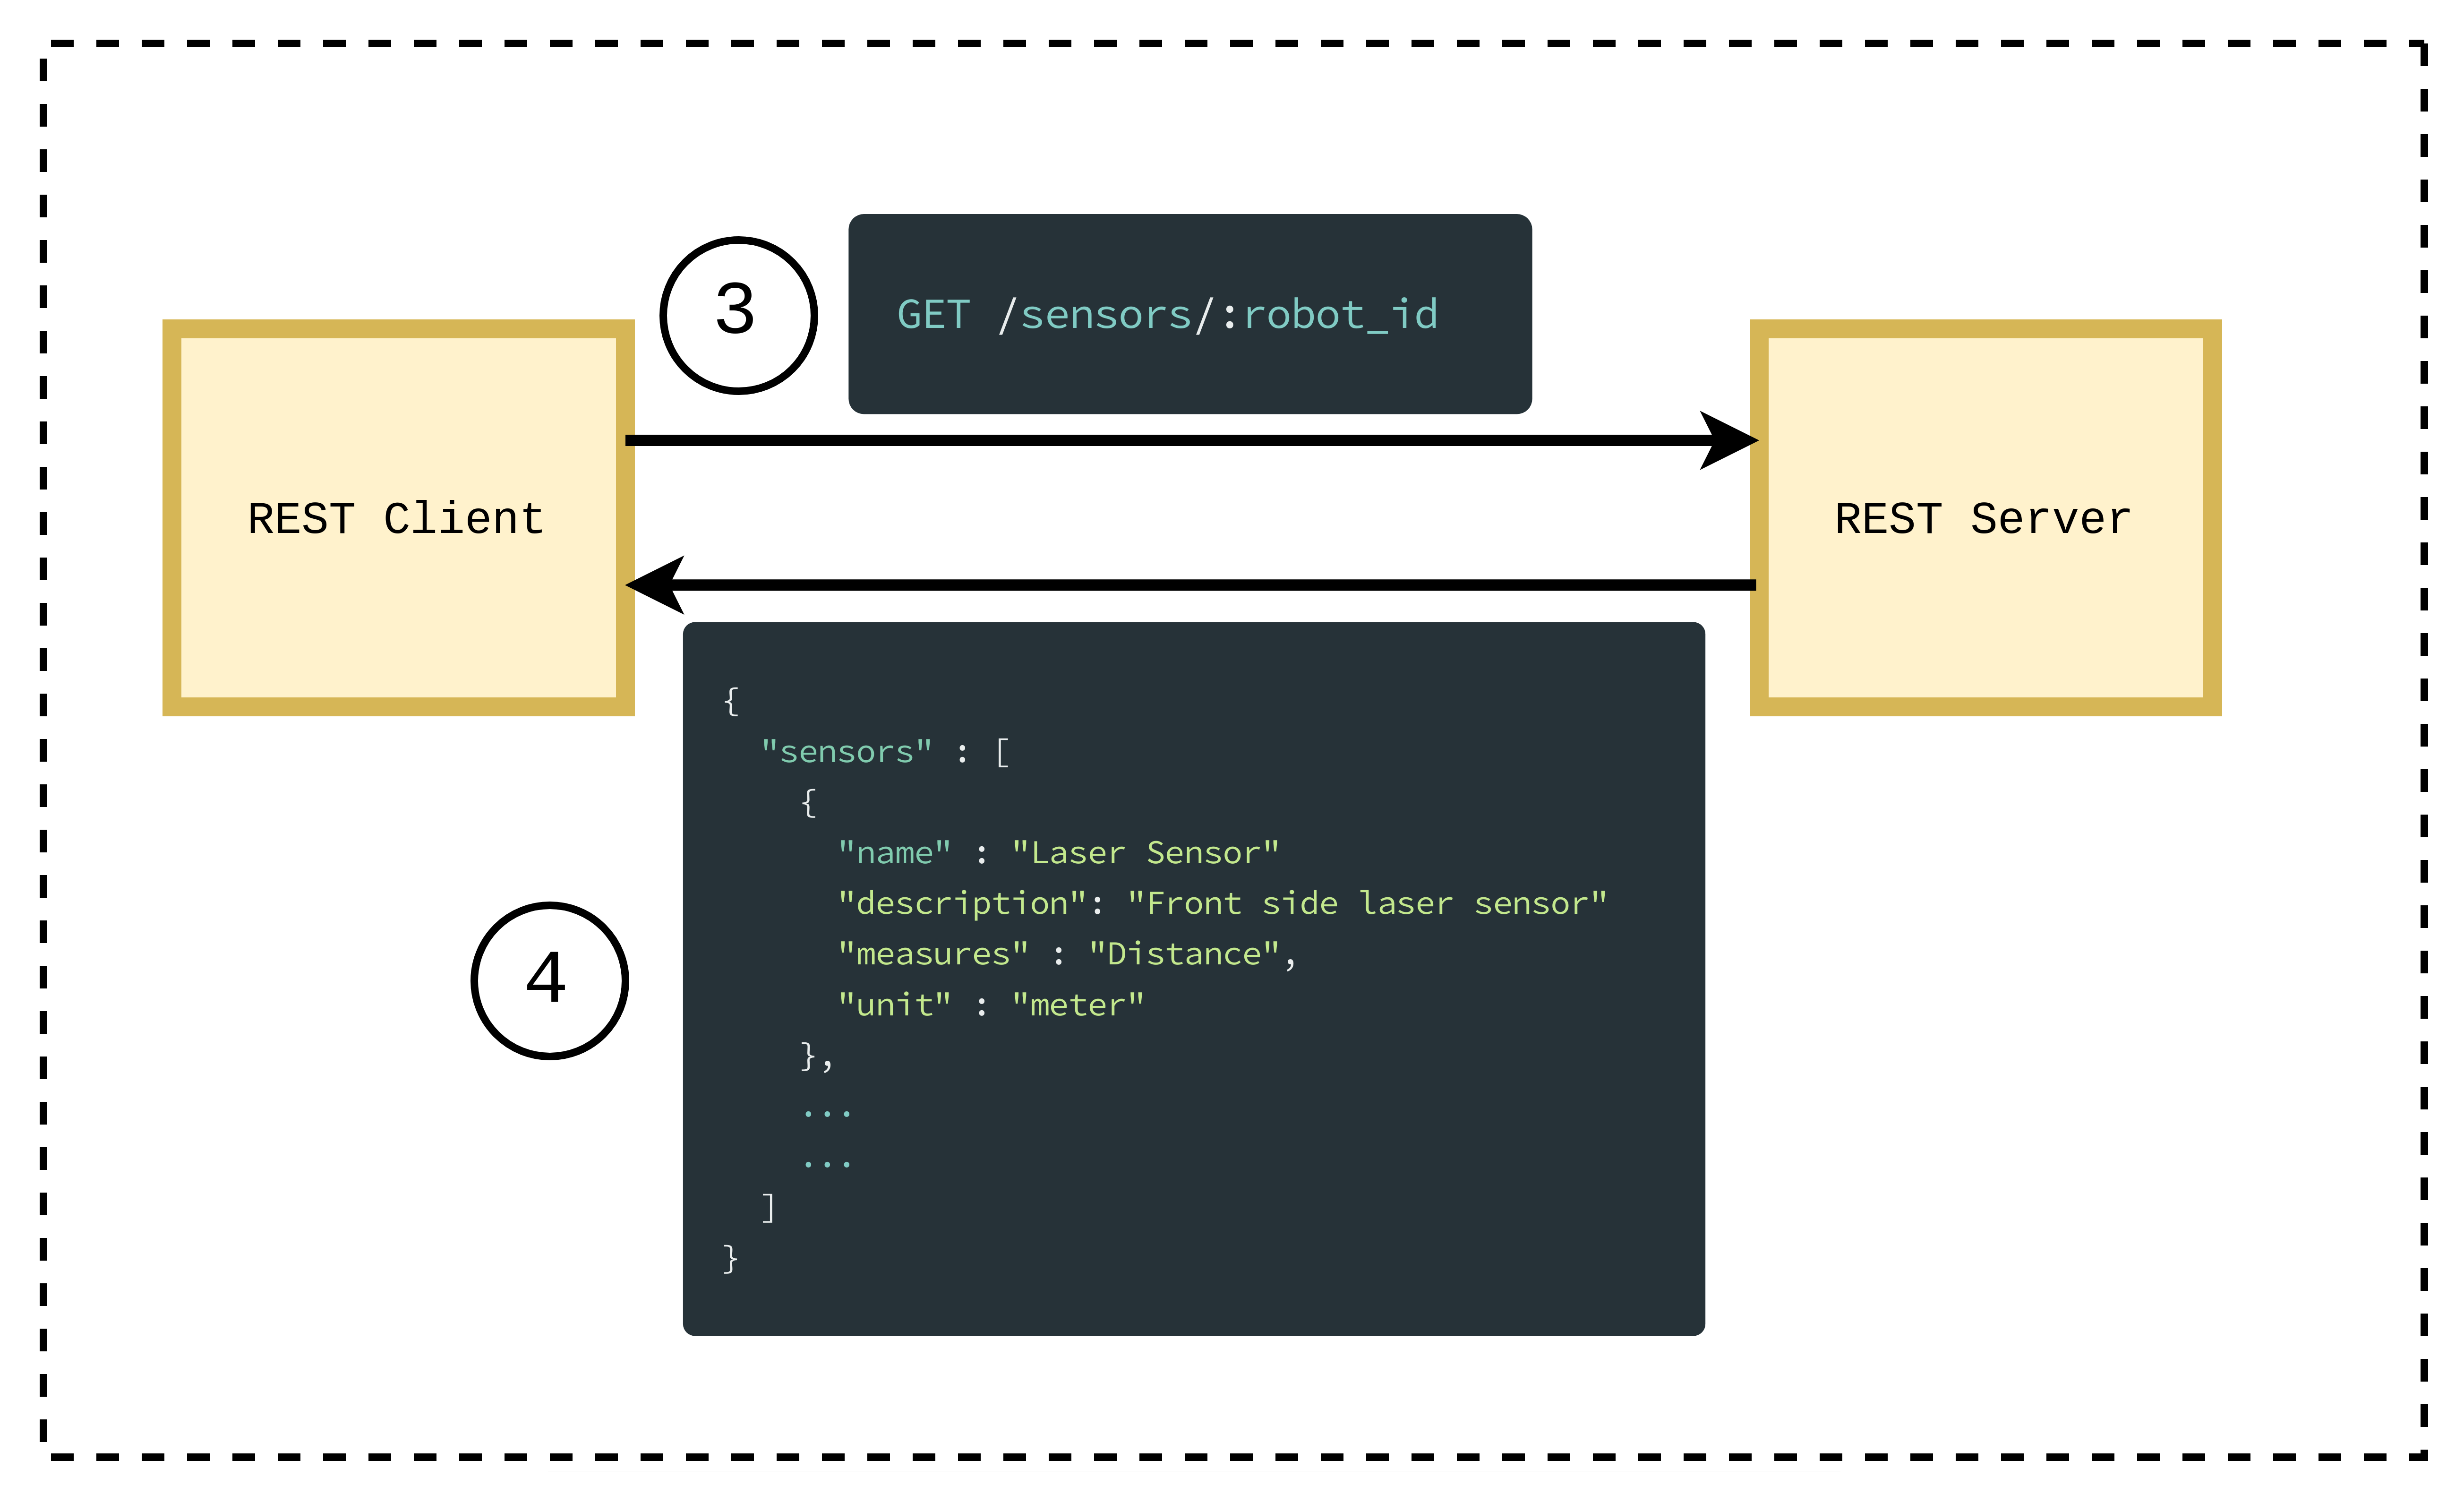 3
GET /sensors/:robot_id
REST Client
REST Server
{
"sensors" : [
{
"name" : "Laser Sensor"
"description": "Front side laser sensor"
"measures" : "Distance",
"unit" : "meter"
},
...
...
]
}
4